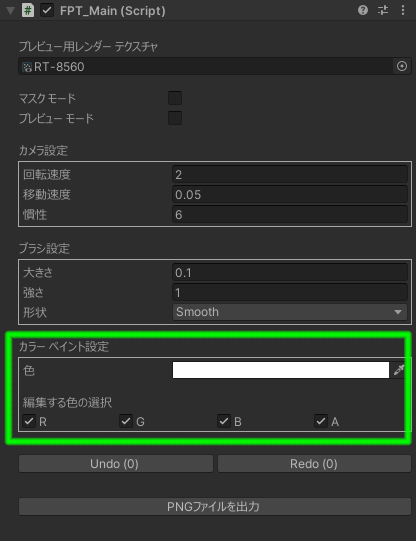 FPT_Main (Script)
プレビュー用レンダー テクスチャ
RT-8560
マスクモード
プレビューモード
カメラ設定
回転速度 2
移動速度 0.05
慣性 6
ブラシ設定
大きさ 0.1
強さ 1
形状 Smooth
カラー ペイント設定
色
編集する色の選択
R G B A
Undo (0) Redo (0)
PNGファイルを出力